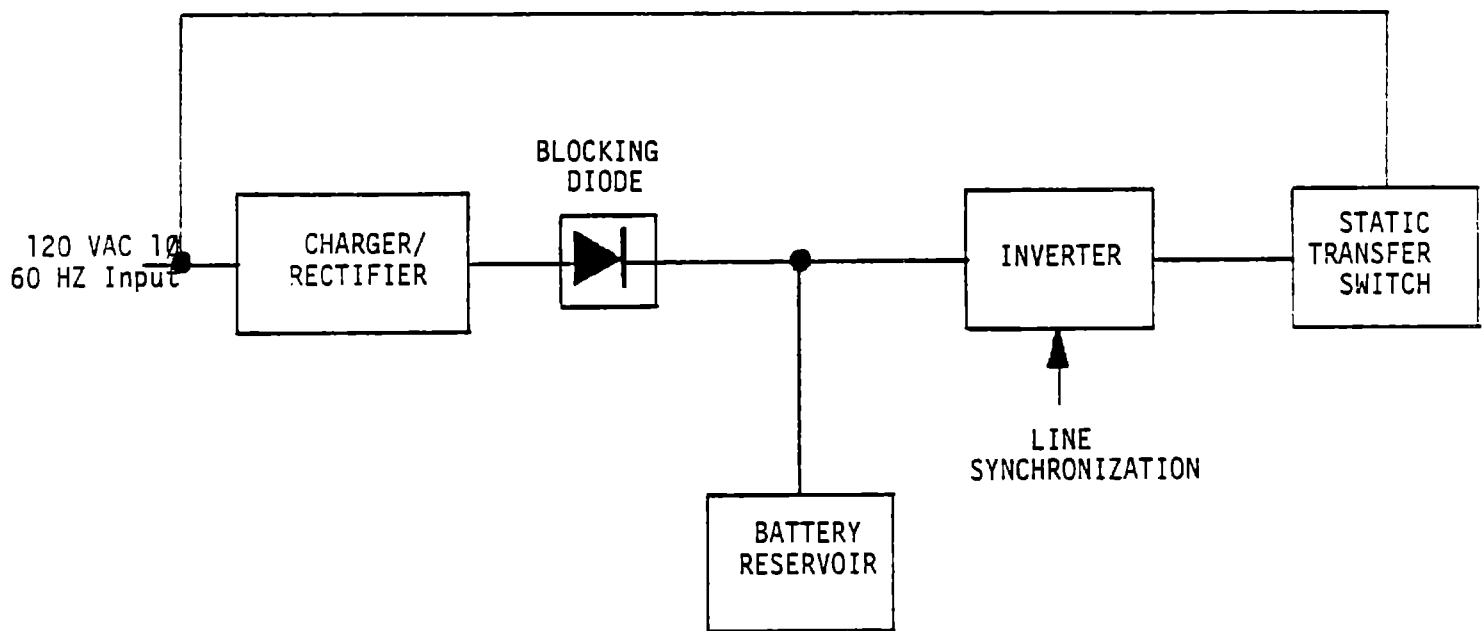 BLOCKING
DIODE
120 VAC 1Ø
60 HZ Input
CHARGER/
RECTIFIER
INVERTER
STATIC
TRANSFER
SWITCH
LINE
SYNCHRONIZATION
BATTERY
RESERVOIR